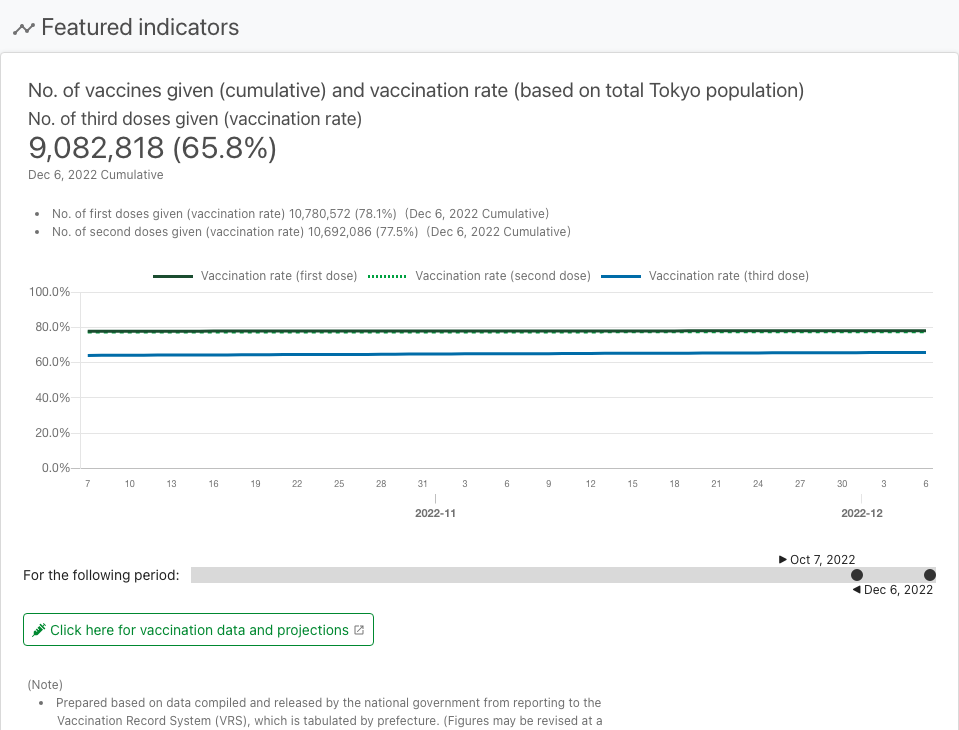 Featured indicators
No. of vaccines given (cumulative) and vaccination rate (based on total Tokyo population)
No. of third doses given (vaccination rate)
9,082,818 (65.8%)
Dec 6, 2022 Cumulative
• No. of first doses given (vaccination rate) 10,780,572 (78.1%) (Dec 6, 2022 Cumulative)
• No. of second doses given (vaccination rate) 10,692,086 (77.5%) (Dec 6, 2022 Cumulative)
Vaccination rate (first dose) Vaccination rate (second dose) Vaccination rate (third dose)
100.0%
80.0%
60.0%
40.0%
20.0%
0.0%
7 10 13 16 19 22 25 28 31 3 6 9 12 15 18 21 24 27 30 3 6
2022-11 2022-12
▶ Oct 7, 2022
For the following period:
◀ Dec 6, 2022
Click here for vaccination data and projections
(Note)
• Prepared based on data compiled and released by the national government from reporting to the
Vaccination Record System (VRS), which is tabulated by prefecture. (Figures may be revised at a